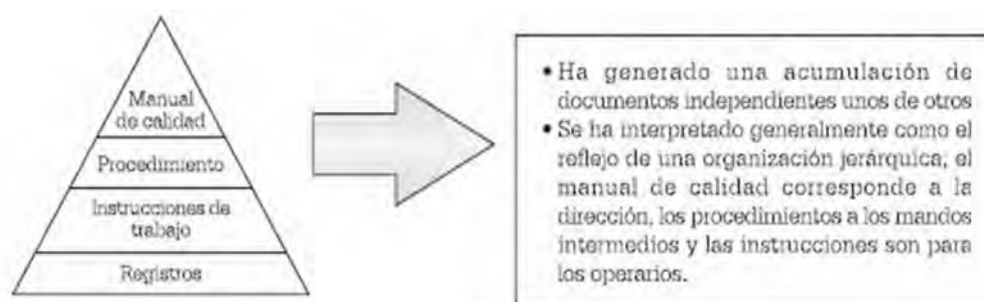 Manual
de calidad
Procedimiento
Instrucciones de
trabajo
Registros
• Ha generado una acumulación de
documentos independientes unos de otros
• Se ha interpretado generalmente como el
reflejo de una organización jerárquica; el
manual de calidad corresponde a la
dirección, los procedimientos a los mandos
intermedios y las instrucciones son para
los operarios.